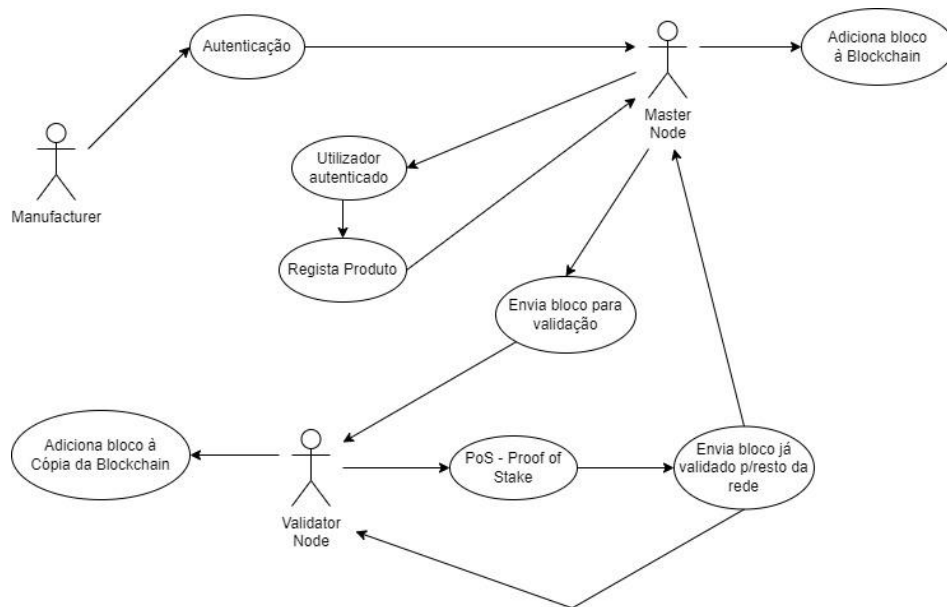 Autenticação
Adiciona bloco
à Blockchain
Master
Node
Utilizador
autenticado
Manufacturer
Regista Produto
Envia bloco para
validação
Adiciona bloco à
Cópia da Blockchain
PoS - Proof of
Stake
Envia bloco já
validado p/resto da
rede
Validator
Node